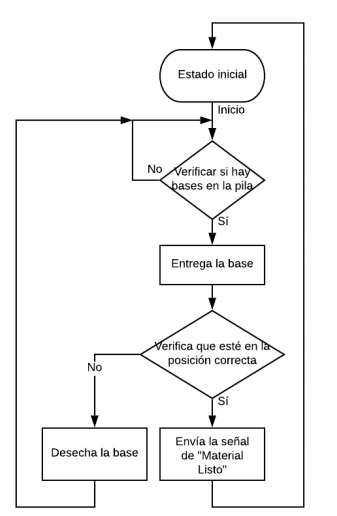 Estado inicial
Inicio
No
Verificar si hay
bases en la pila
Sí
Entrega la base
Verifica que esté en la
posición correcta
No
Sí
Desecha la base
Envía la señal
de "Material
Listo"